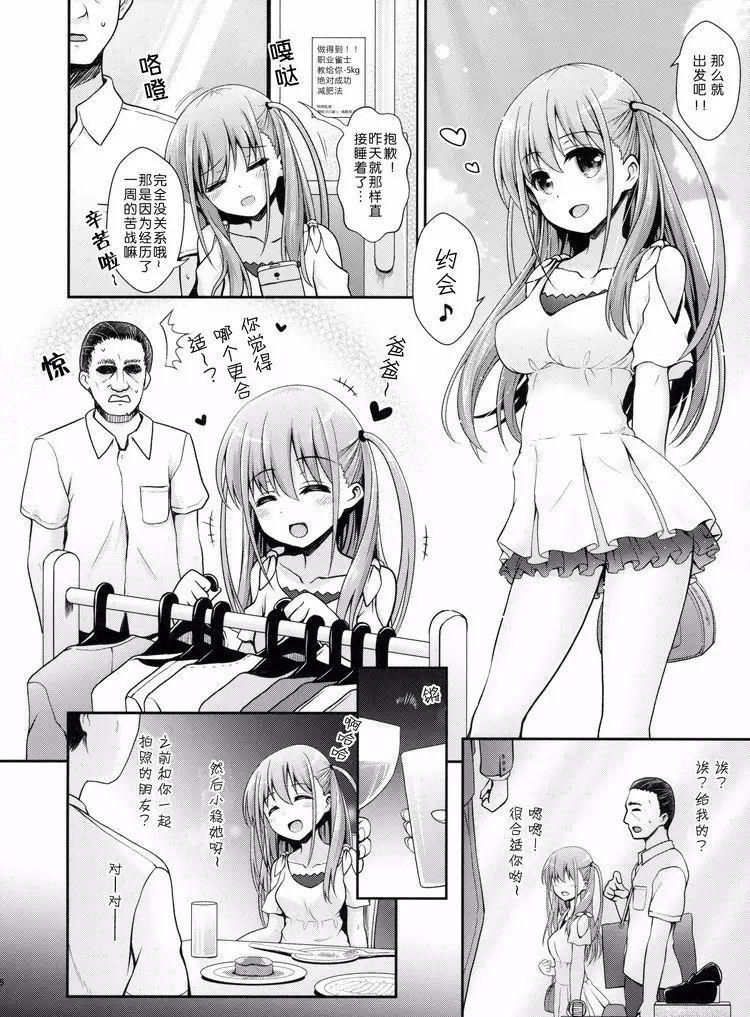 那么就
出发吧!!
约会♪
做得到!!
职业雀士
教给你-5kg
绝对成功
减肥法
嘎哒
咯噔
抱歉!
昨天就那样直
接睡着了…
完全没关系哦~
那是因为经历了
一周的苦战嘛
辛苦啦~
爸爸~
你觉得
哪个更合
适~?
惊
诶?
诶?给我的?
嗯嗯!
很合适你哟~
锵
啊哈哈
然后小稳她呀~
之前和你一起
拍照的朋友?
对—对—